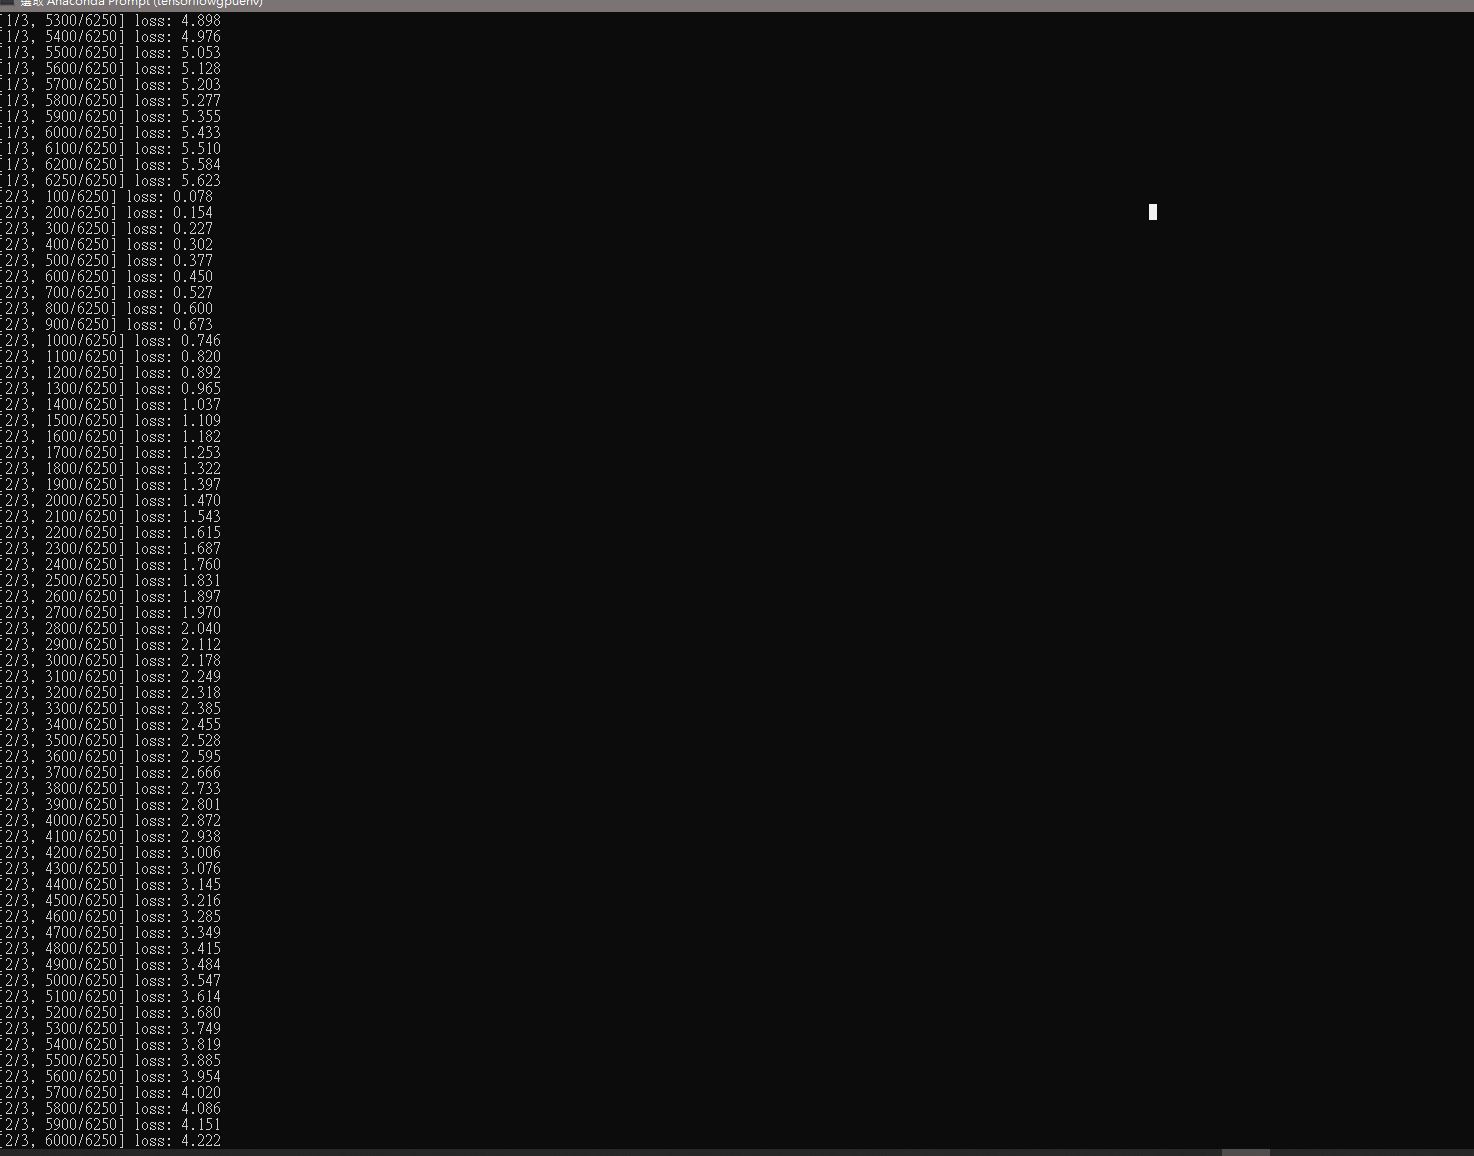 選取 Anaconda Prompt (tensorflowgpuenv)
[1/3, 5300/6250] loss: 4.898
[1/3, 5400/6250] loss: 4.976
[1/3, 5500/6250] loss: 5.053
[1/3, 5600/6250] loss: 5.128
[1/3, 5700/6250] loss: 5.203
[1/3, 5800/6250] loss: 5.277
[1/3, 5900/6250] loss: 5.355
[1/3, 6000/6250] loss: 5.433
[1/3, 6100/6250] loss: 5.510
[1/3, 6200/6250] loss: 5.584
[1/3, 6250/6250] loss: 5.623
[2/3, 100/6250] loss: 0.078
[2/3, 200/6250] loss: 0.154
[2/3, 300/6250] loss: 0.227
[2/3, 400/6250] loss: 0.302
[2/3, 500/6250] loss: 0.377
[2/3, 600/6250] loss: 0.450
[2/3, 700/6250] loss: 0.527
[2/3, 800/6250] loss: 0.600
[2/3, 900/6250] loss: 0.673
[2/3, 1000/6250] loss: 0.746
[2/3, 1100/6250] loss: 0.820
[2/3, 1200/6250] loss: 0.892
[2/3, 1300/6250] loss: 0.965
[2/3, 1400/6250] loss: 1.037
[2/3, 1500/6250] loss: 1.109
[2/3, 1600/6250] loss: 1.182
[2/3, 1700/6250] loss: 1.253
[2/3, 1800/6250] loss: 1.322
[2/3, 1900/6250] loss: 1.397
[2/3, 2000/6250] loss: 1.470
[2/3, 2100/6250] loss: 1.543
[2/3, 2200/6250] loss: 1.615
[2/3, 2300/6250] loss: 1.687
[2/3, 2400/6250] loss: 1.760
[2/3, 2500/6250] loss: 1.831
[2/3, 2600/6250] loss: 1.897
[2/3, 2700/6250] loss: 1.970
[2/3, 2800/6250] loss: 2.040
[2/3, 2900/6250] loss: 2.112
[2/3, 3000/6250] loss: 2.178
[2/3, 3100/6250] loss: 2.249
[2/3, 3200/6250] loss: 2.318
[2/3, 3300/6250] loss: 2.385
[2/3, 3400/6250] loss: 2.455
[2/3, 3500/6250] loss: 2.528
[2/3, 3600/6250] loss: 2.595
[2/3, 3700/6250] loss: 2.666
[2/3, 3800/6250] loss: 2.733
[2/3, 3900/6250] loss: 2.801
[2/3, 4000/6250] loss: 2.872
[2/3, 4100/6250] loss: 2.938
[2/3, 4200/6250] loss: 3.006
[2/3, 4300/6250] loss: 3.076
[2/3, 4400/6250] loss: 3.145
[2/3, 4500/6250] loss: 3.216
[2/3, 4600/6250] loss: 3.285
[2/3, 4700/6250] loss: 3.349
[2/3, 4800/6250] loss: 3.415
[2/3, 4900/6250] loss: 3.484
[2/3, 5000/6250] loss: 3.547
[2/3, 5100/6250] loss: 3.614
[2/3, 5200/6250] loss: 3.680
[2/3, 5300/6250] loss: 3.749
[2/3, 5400/6250] loss: 3.819
[2/3, 5500/6250] loss: 3.885
[2/3, 5600/6250] loss: 3.954
[2/3, 5700/6250] loss: 4.020
[2/3, 5800/6250] loss: 4.086
[2/3, 5900/6250] loss: 4.151
[2/3, 6000/6250] loss: 4.222